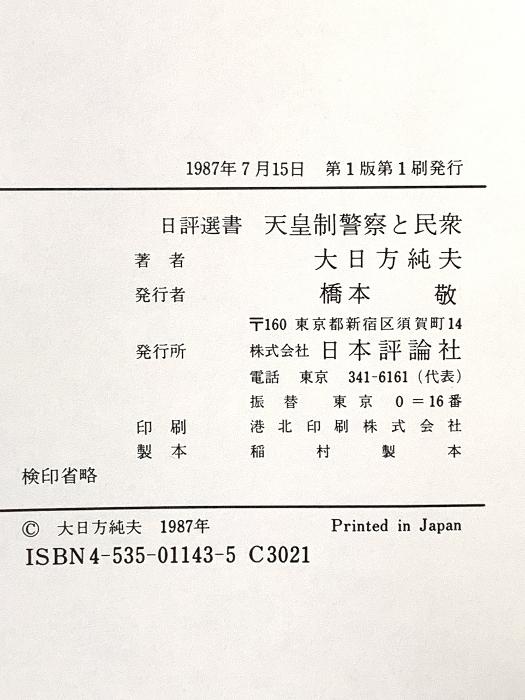 1987年7月15日　第1版第1刷発行
日評選書　天皇制警察と民衆
著　者　大日方純夫
発行者　橋本　敬
〒160 東京都新宿区須賀町14
発行所　株式会社 日本評論社
電話　東京　341-6161（代表）
振　替　東　京　0＝16番
印　刷　港北印刷株式会社
製　本　稲　村　製　本
検印省略
© 大日方純夫　1987年　Printed in Japan
ISBN4-535-01143-5 C3021